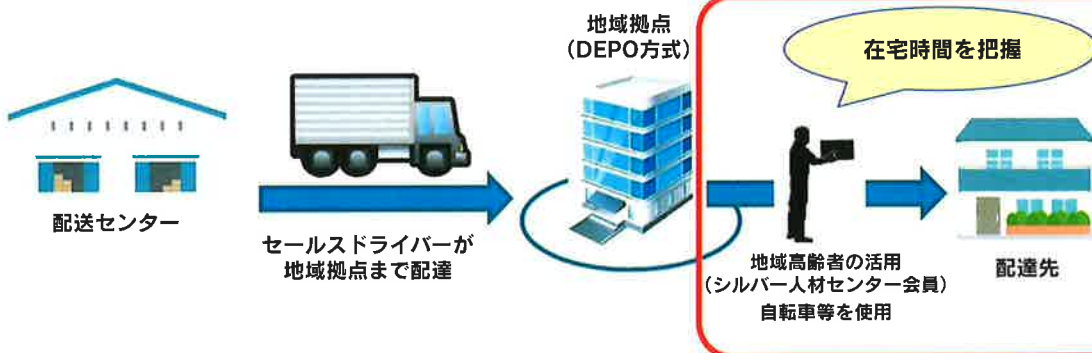 地域拠点
（DEPO方式）
在宅時間を把握
配送センター
セールスドライバーが
地域拠点まで配達
地域高齢者の活用
（シルバー人材センター会員）
自転車等を使用
配達先